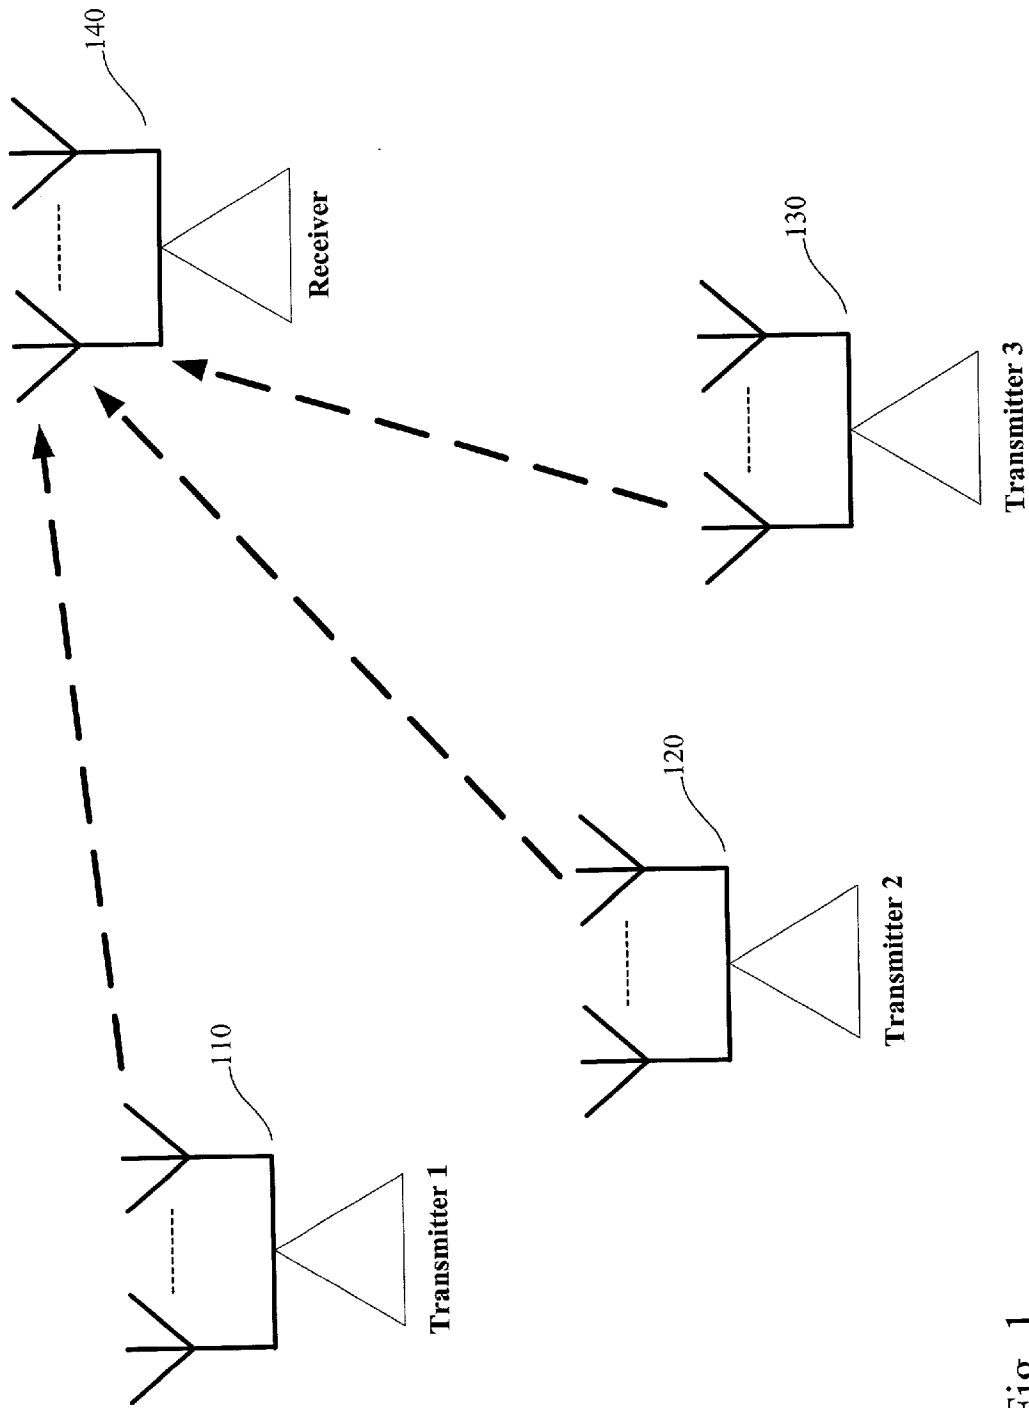 140
Receiver
130
Transmitter 3
120
Transmitter 2
110
Transmitter 1
Fig. 1